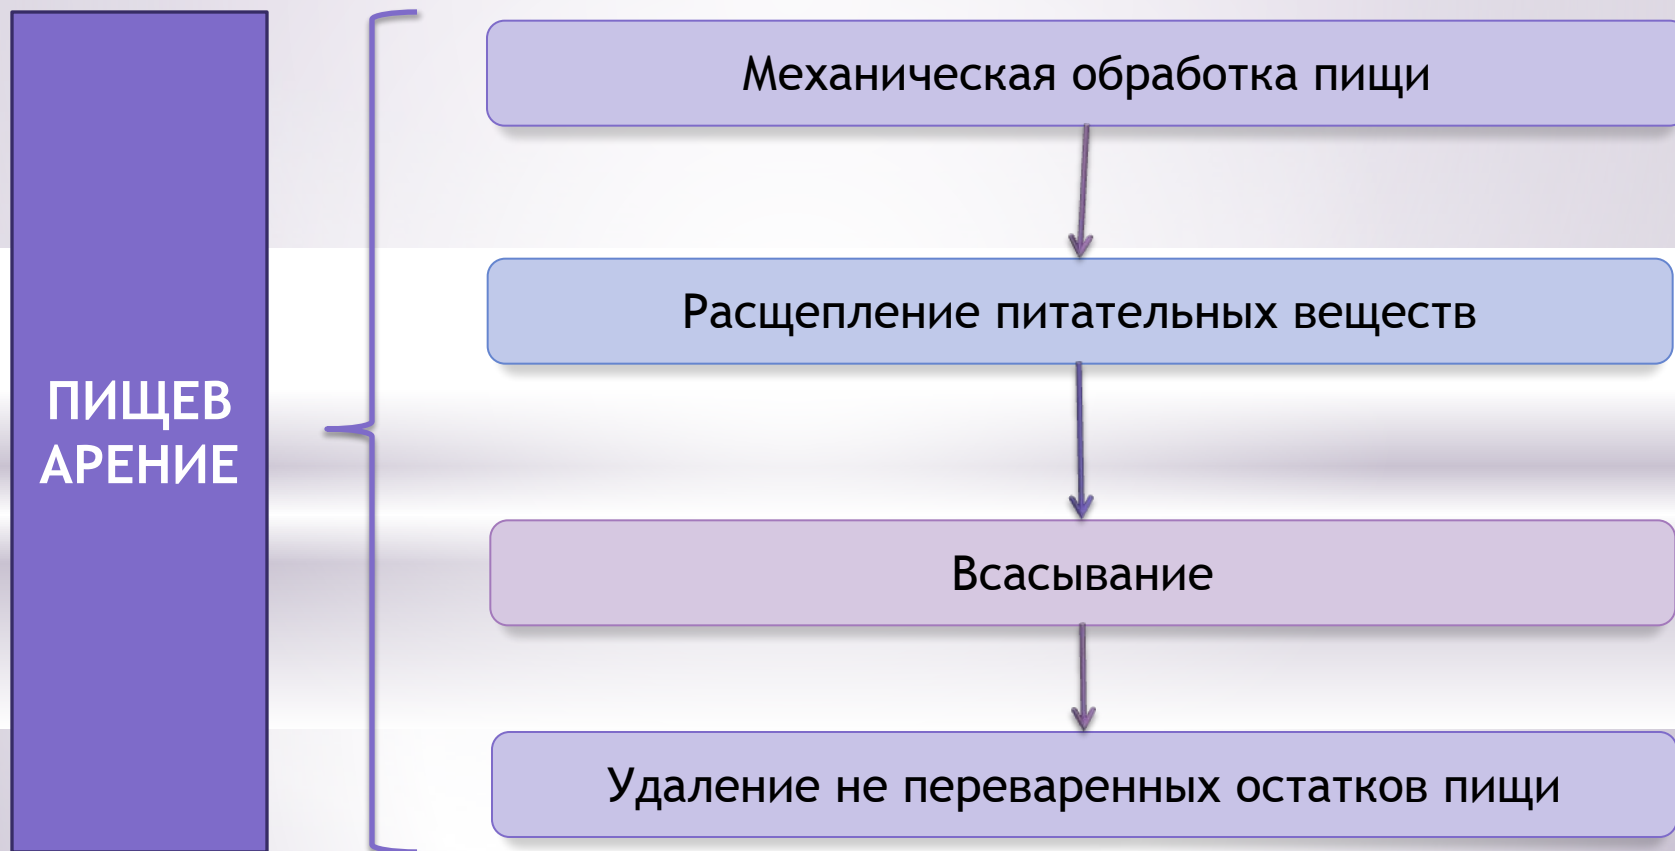 ПИЩЕВ
АРЕНИЕ
Механическая обработка пищи
Расщепление питательных веществ
Всасывание
Удаление не переваренных остатков пищи